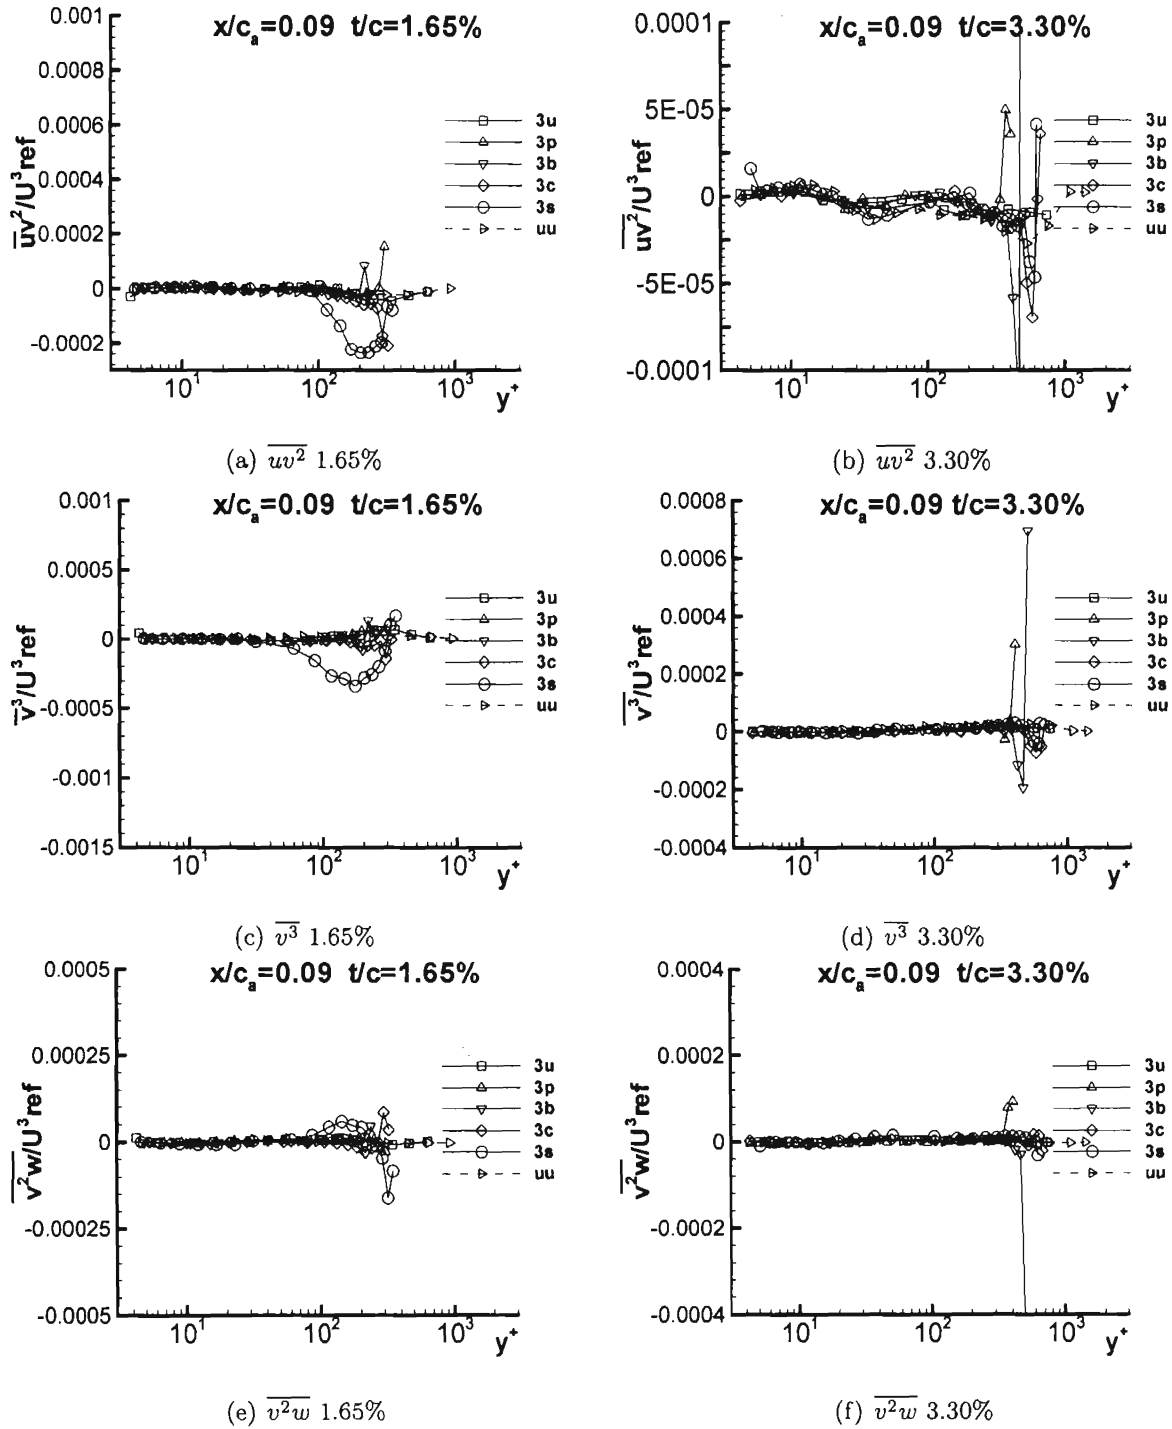 x/cₐ=0.09 t/c=1.65%
0.001
0.0008
0.0006
0.0004
0.0002
0
-0.0002
uv²/U³ref
10¹ 10² 10³
y⁺
3u
3p
3b
3c
3s
uu
(a) uv² 1.65%
x/cₐ=0.09 t/c=3.30%
0.0001
5E-05
0
-5E-05
-0.0001
uv²/U³ref
10¹ 10² 10³
y⁺
3u
3p
3b
3c
3s
uu
(b) uv² 3.30%
x/cₐ=0.09 t/c=1.65%
0.001
0.0005
0
-0.0005
-0.001
-0.0015
v³/U³ref
10¹ 10² 10³
y⁺
3u
3p
3b
3c
3s
uu
(c) v³ 1.65%
x/cₐ=0.09 t/c=3.30%
0.0008
0.0006
0.0004
0.0002
0
-0.0002
-0.0004
v³/U³ref
10¹ 10² 10³
y⁺
3u
3p
3b
3c
3s
uu
(d) v³ 3.30%
x/cₐ=0.09 t/c=1.65%
0.0005
0.00025
0
-0.00025
-0.0005
v²w/U³ref
10¹ 10² 10³
y⁺
3u
3p
3b
3c
3s
uu
(e) v²w 1.65%
x/cₐ=0.09 t/c=3.30%
0.0004
0.0002
0
-0.0002
-0.0004
v²w/U³ref
10¹ 10² 10³
y⁺
3u
3p
3b
3c
3s
uu
(f) v²w 3.30%